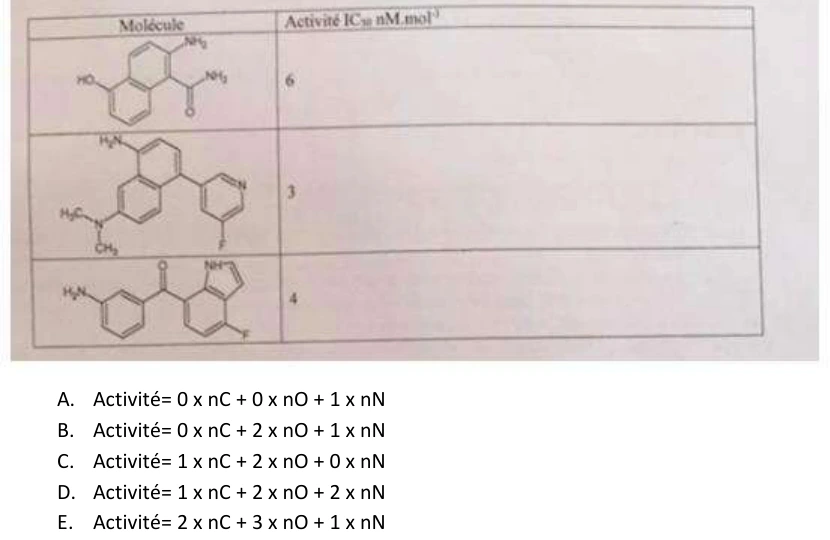 Molécule Activité IC₅₀ nM.mol⁻¹
NH₂
HO NH₂
O
6
H₂N
N
3
H₃C
N
CH₃
F
O NH
H₂N
4
F
A. Activité= 0 x nC + 0 x nO + 1 x nN
B. Activité= 0 x nC + 2 x nO + 1 x nN
C. Activité= 1 x nC + 2 x nO + 0 x nN
D. Activité= 1 x nC + 2 x nO + 2 x nN
E. Activité= 2 x nC + 3 x nO + 1 x nN